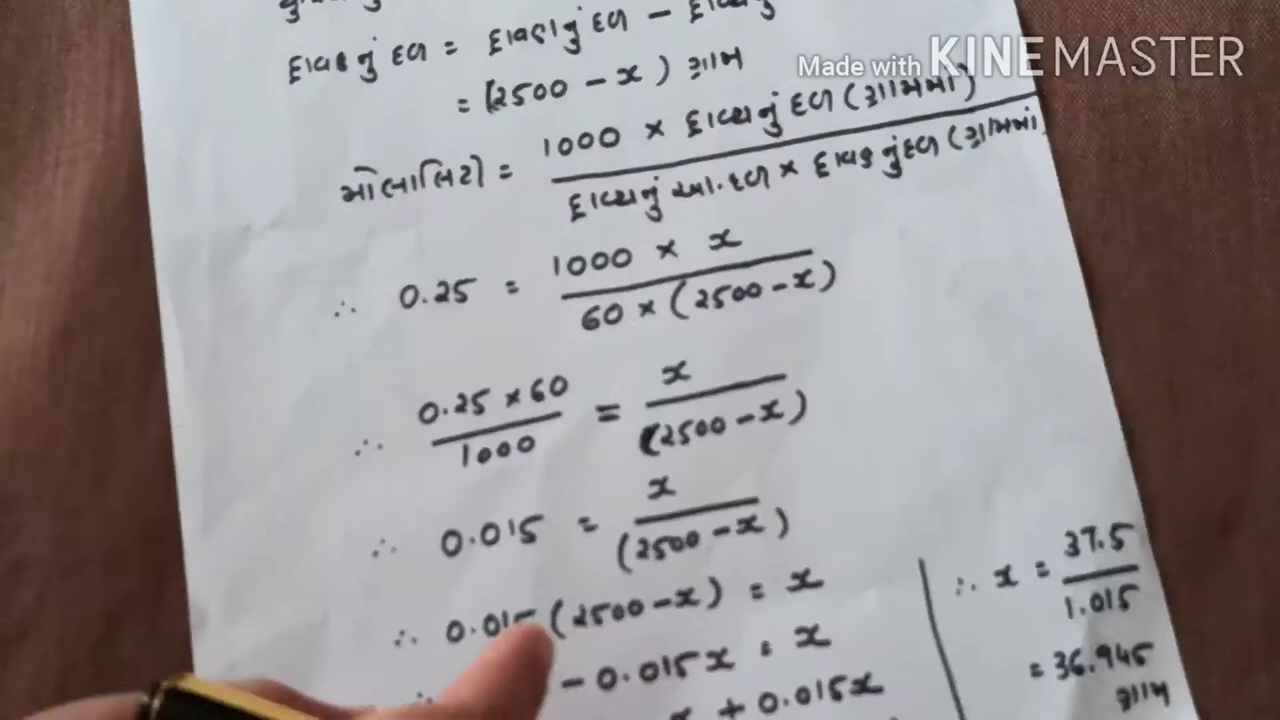 Made with KINEMASTER
દ્રાવકનું દળ = દ્રાવણનું દળ −
= (2500 − x) ગ્રામ
મોલાલિટી = 1000 × દ્રાવ્યનું દળ (ગ્રામમાં) / દ્રાવ્યનું આ.દળ × દ્રાવકનું દળ (ગ્રામમાં)
∴ 0.25 = 1000 × x / 60 × (2500 − x)
∴ 0.25 × 60 / 1000 = x / (2500 − x)
∴ 0.015 = x / (2500 − x)
∴ 0.015 (2500 − x) = x
∴ − 0.015x = x
x + 0.015x
∴ x = 37.5 / 1.015
= 36.945
ગ્રામ